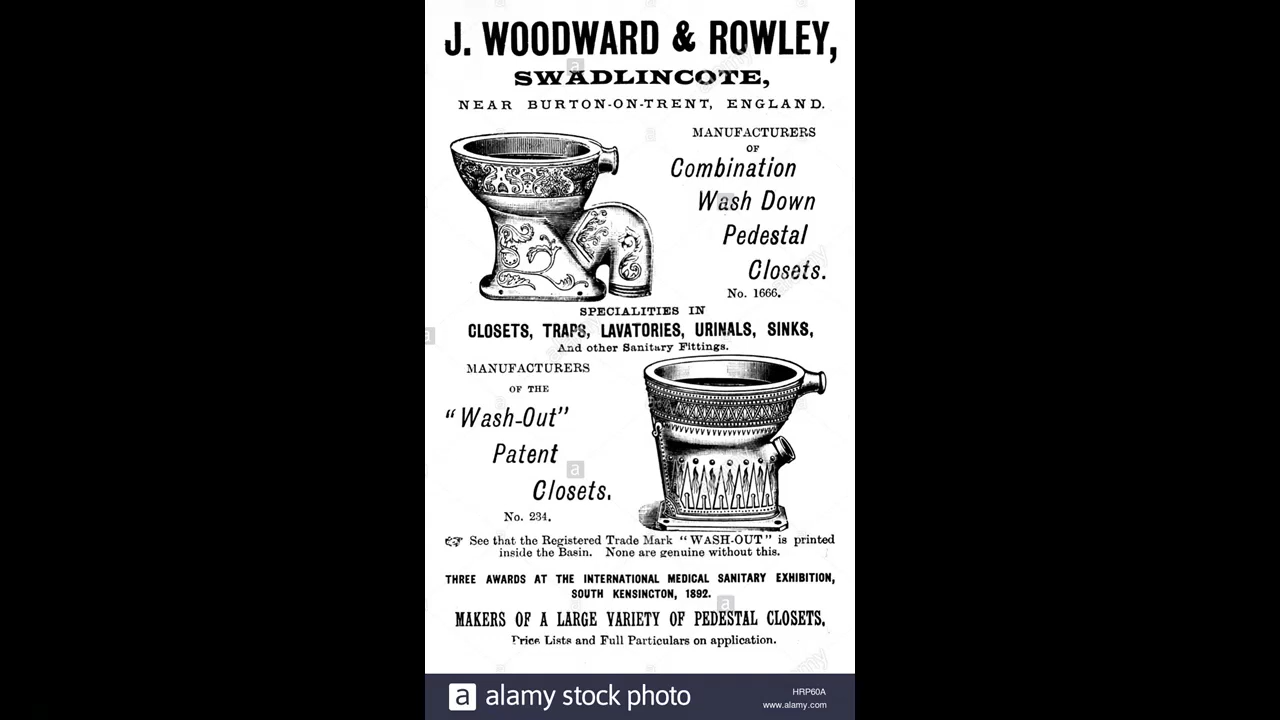 J. WOODWARD & ROWLEY,
SWADLINCOTE,
NEAR BURTON-ON-TRENT, ENGLAND.
MANUFACTURERS
OF
Combination
Wash Down
Pedestal
Closets.
No. 1666.
SPECIALITIES IN
CLOSETS, TRAPS, LAVATORIES, URINALS, SINKS,
And other Sanitary Fittings.
MANUFACTURERS
OF THE
"Wash-Out"
Patent
Closets.
No. 234.
☞ See that the Registered Trade Mark "WASH-OUT" is printed
inside the Basin. None are genuine without this.
THREE AWARDS AT THE INTERNATIONAL MEDICAL SANITARY EXHIBITION,
SOUTH KENSINGTON, 1892.
MAKERS OF A LARGE VARIETY OF PEDESTAL CLOSETS.
Price Lists and Full Particulars on application.
a alamy stock photo
HRP60A
www.alamy.com